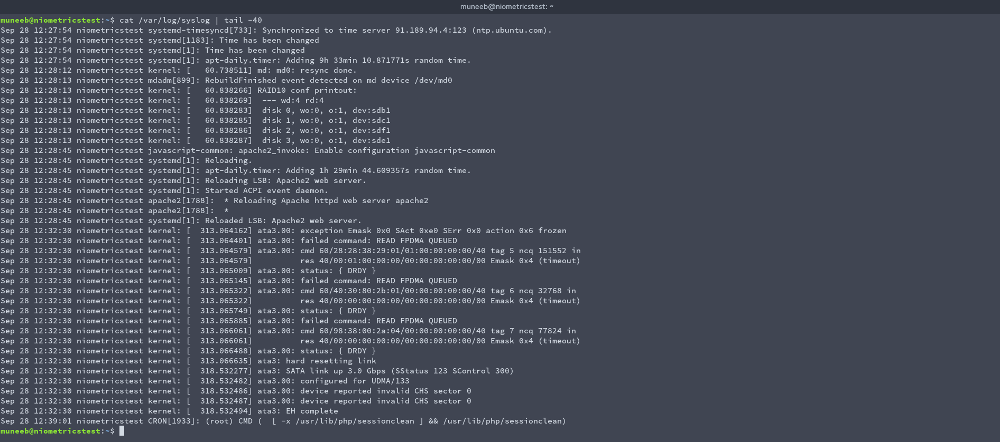 muneeb@niometricstest: ~
muneeb@niometricstest:~$ cat /var/log/syslog | tail -40
Sep 28 12:27:54 niometricstest systemd-timesyncd[733]: Synchronized to time server 91.189.94.4:123 (ntp.ubuntu.com).
Sep 28 12:27:54 niometricstest systemd[1183]: Time has been changed
Sep 28 12:27:54 niometricstest systemd[1]: Time has been changed
Sep 28 12:27:54 niometricstest systemd[1]: apt-daily.timer: Adding 9h 33min 10.871771s random time.
Sep 28 12:28:12 niometricstest kernel: [   60.738511] md: md0: resync done.
Sep 28 12:28:13 niometricstest mdadm[899]: RebuildFinished event detected on md device /dev/md0
Sep 28 12:28:13 niometricstest kernel: [   60.838266] RAID10 conf printout:
Sep 28 12:28:13 niometricstest kernel: [   60.838269]  --- wd:4 rd:4
Sep 28 12:28:13 niometricstest kernel: [   60.838283]  disk 0, wo:0, o:1, dev:sdb1
Sep 28 12:28:13 niometricstest kernel: [   60.838285]  disk 1, wo:0, o:1, dev:sdc1
Sep 28 12:28:13 niometricstest kernel: [   60.838286]  disk 2, wo:0, o:1, dev:sdf1
Sep 28 12:28:13 niometricstest kernel: [   60.838287]  disk 3, wo:0, o:1, dev:sde1
Sep 28 12:28:45 niometricstest javascript-common: apache2_invoke: Enable configuration javascript-common
Sep 28 12:28:45 niometricstest systemd[1]: Reloading.
Sep 28 12:28:45 niometricstest systemd[1]: apt-daily.timer: Adding 1h 29min 44.609357s random time.
Sep 28 12:28:45 niometricstest systemd[1]: Reloading LSB: Apache2 web server.
Sep 28 12:28:45 niometricstest systemd[1]: Started ACPI event daemon.
Sep 28 12:28:45 niometricstest apache2[1788]:  * Reloading Apache httpd web server apache2
Sep 28 12:28:45 niometricstest apache2[1788]:  *
Sep 28 12:28:45 niometricstest systemd[1]: Reloaded LSB: Apache2 web server.
Sep 28 12:32:30 niometricstest kernel: [  313.064162] ata3.00: exception Emask 0x0 SAct 0xe0 SErr 0x0 action 0x6 frozen
Sep 28 12:32:30 niometricstest kernel: [  313.064401] ata3.00: failed command: READ FPDMA QUEUED
Sep 28 12:32:30 niometricstest kernel: [  313.064579] ata3.00: cmd 60/28:28:38:29:01/01:00:00:00:00/40 tag 5 ncq 151552 in
Sep 28 12:32:30 niometricstest kernel: [  313.064579]          res 40/00:01:00:00:00/00:00:00:00:00/00 Emask 0x4 (timeout)
Sep 28 12:32:30 niometricstest kernel: [  313.065009] ata3.00: status: { DRDY }
Sep 28 12:32:30 niometricstest kernel: [  313.065145] ata3.00: failed command: READ FPDMA QUEUED
Sep 28 12:32:30 niometricstest kernel: [  313.065322] ata3.00: cmd 60/40:30:80:2b:01/00:00:00:00:00/40 tag 6 ncq 32768 in
Sep 28 12:32:30 niometricstest kernel: [  313.065322]          res 40/00:00:00:00:00/00:00:00:00:00/00 Emask 0x4 (timeout)
Sep 28 12:32:30 niometricstest kernel: [  313.065749] ata3.00: status: { DRDY }
Sep 28 12:32:30 niometricstest kernel: [  313.065885] ata3.00: failed command: READ FPDMA QUEUED
Sep 28 12:32:30 niometricstest kernel: [  313.066061] ata3.00: cmd 60/98:38:00:2a:04/00:00:00:00:00/40 tag 7 ncq 77824 in
Sep 28 12:32:30 niometricstest kernel: [  313.066061]          res 40/00:00:00:00:00/00:00:00:00:00/00 Emask 0x4 (timeout)
Sep 28 12:32:30 niometricstest kernel: [  313.066488] ata3.00: status: { DRDY }
Sep 28 12:32:30 niometricstest kernel: [  313.066635] ata3: hard resetting link
Sep 28 12:32:30 niometricstest kernel: [  318.532277] ata3: SATA link up 3.0 Gbps (SStatus 123 SControl 300)
Sep 28 12:32:30 niometricstest kernel: [  318.532482] ata3.00: configured for UDMA/133
Sep 28 12:32:30 niometricstest kernel: [  318.532486] ata3.00: device reported invalid CHS sector 0
Sep 28 12:32:30 niometricstest kernel: [  318.532487] ata3.00: device reported invalid CHS sector 0
Sep 28 12:32:30 niometricstest kernel: [  318.532494] ata3: EH complete
Sep 28 12:39:01 niometricstest CRON[1933]: (root) CMD (  [ -x /usr/lib/php/sessionclean ] && /usr/lib/php/sessionclean)
muneeb@niometricstest:~$